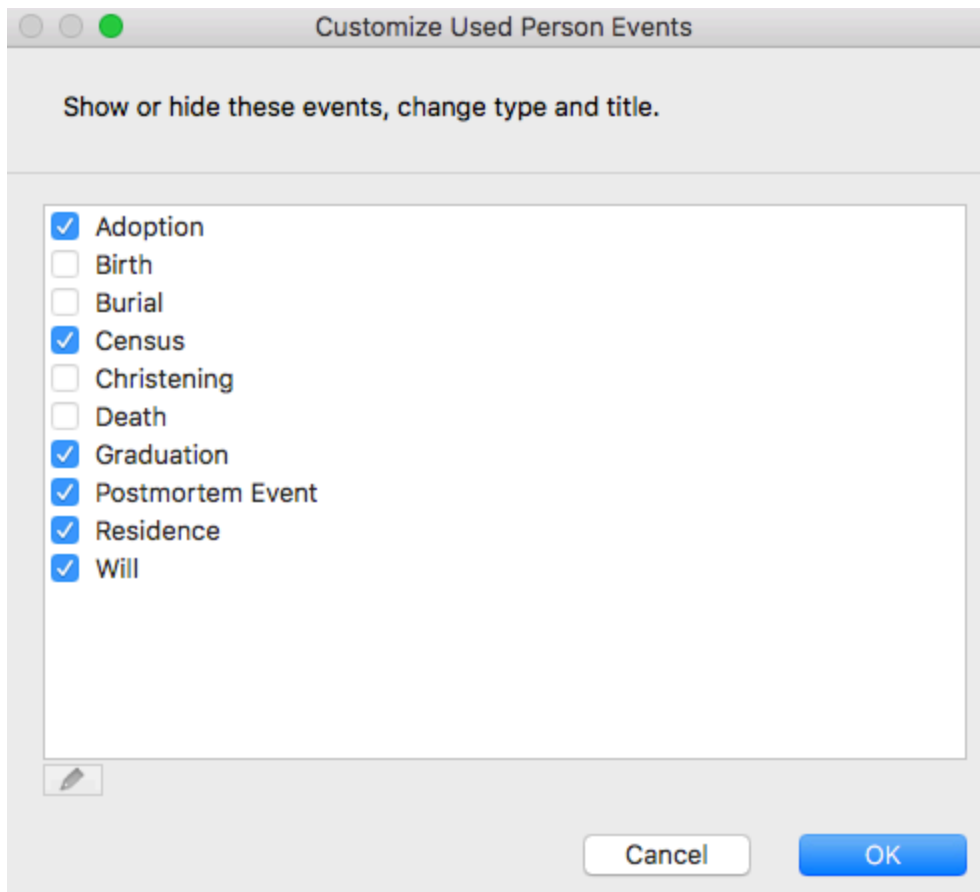 Customize Used Person Events
Show or hide these events, change type and title.
Adoption
Birth
Burial
Census
Christening
Death
Graduation
Postmortem Event
Residence
Will
Cancel
OK